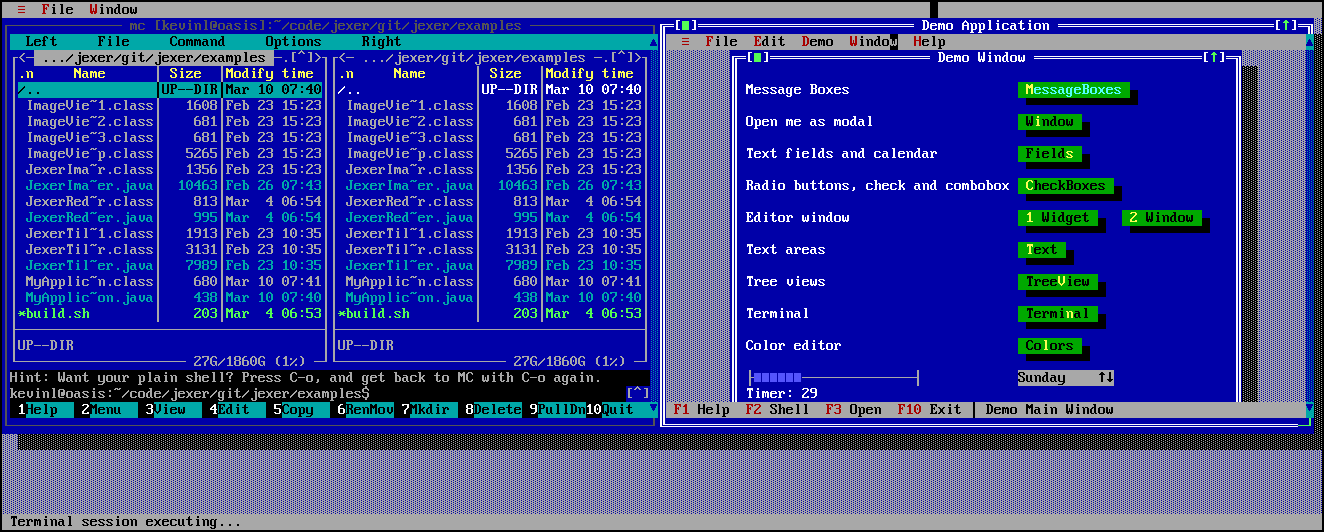 ≡ File Window
mc [kevinl@oasis]:~/code/jexer/git/jexer/examples
Left File Command Options Right
<─ .../jexer/git/jexer/examples ─.[^]>
.n Name Size Modify time
/.. UP--DIR Mar 10 07:40
ImageVie~1.class 1608 Feb 23 15:23
ImageVie~2.class 681 Feb 23 15:23
ImageVie~3.class 681 Feb 23 15:23
ImageVie~p.class 5265 Feb 23 15:23
JexerIma~r.class 1356 Feb 23 15:23
JexerIma~er.java 10463 Feb 26 07:43
JexerRed~r.class 813 Mar 4 06:54
JexerRed~er.java 995 Mar 4 06:54
JexerTil~1.class 1913 Feb 23 10:35
JexerTil~r.class 3131 Feb 23 10:35
JexerTil~er.java 7989 Feb 23 10:35
MyApplic~n.class 680 Mar 10 07:41
MyApplic~on.java 438 Mar 10 07:40
*build.sh 203 Mar 4 06:53
UP--DIR
27G/1860G (1%)
<─ .../jexer/git/jexer/examples ─.[^]>
.n Name Size Modify time
/.. UP--DIR Mar 10 07:40
ImageVie~1.class 1608 Feb 23 15:23
ImageVie~2.class 681 Feb 23 15:23
ImageVie~3.class 681 Feb 23 15:23
ImageVie~p.class 5265 Feb 23 15:23
JexerIma~r.class 1356 Feb 23 15:23
JexerIma~er.java 10463 Feb 26 07:43
JexerRed~r.class 813 Mar 4 06:54
JexerRed~er.java 995 Mar 4 06:54
JexerTil~1.class 1913 Feb 23 10:35
JexerTil~r.class 3131 Feb 23 10:35
JexerTil~er.java 7989 Feb 23 10:35
MyApplic~n.class 680 Mar 10 07:41
MyApplic~on.java 438 Mar 10 07:40
*build.sh 203 Mar 4 06:53
UP--DIR
27G/1860G (1%)
Hint: Want your plain shell? Press C-o, and get back to MC with C-o again.
kevinl@oasis:~/code/jexer/git/jexer/examples$ [^]
1Help 2Menu 3View 4Edit 5Copy 6RenMov 7Mkdir 8Delete 9PullDn 10Quit
[■] Demo Application [↑]
≡ File Edit Demo Window Help
[■] Demo Window [↑]
Message Boxes MessageBoxes
Open me as modal Window
Text fields and calendar Fields
Radio buttons, check and combobox CheckBoxes
Editor window 1 Widget 2 Window
Text areas Text
Tree views TreeView
Terminal Terminal
Color editor Colors
Sunday ↑↓
Timer: 29
F1 Help F2 Shell F3 Open F10 Exit │ Demo Main Window
Terminal session executing...